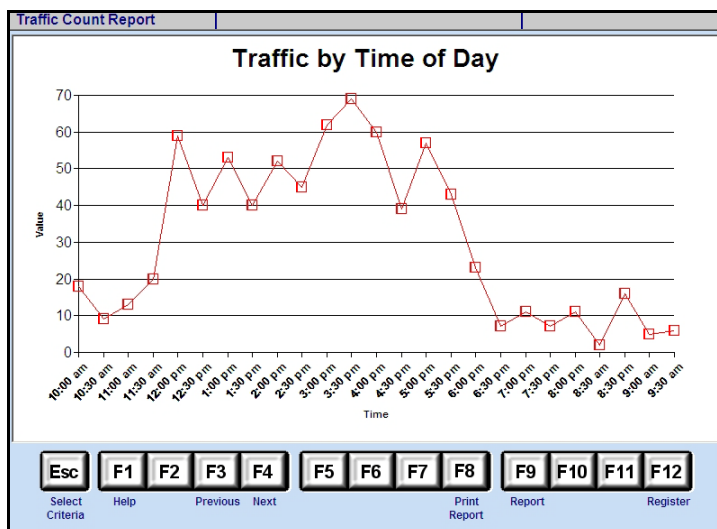 Traffic Count Report
Traffic by Time of Day
70
60
50
40
30
20
10
0
Value
10:00 am
10:30 am
11:00 am
11:30 am
12:00 pm
12:30 pm
1:00 pm
1:30 pm
2:00 pm
2:30 pm
3:00 pm
3:30 pm
4:00 pm
4:30 pm
5:00 pm
5:30 pm
6:00 pm
6:30 pm
7:00 pm
7:30 pm
8:00 pm
8:30 am
8:30 pm
9:00 am
9:30 am
Time
Esc F1 F2 F3 F4 F5 F6 F7 F8 F9 F10 F11 F12
Select Help Previous Next Print Report Register
Criteria Report